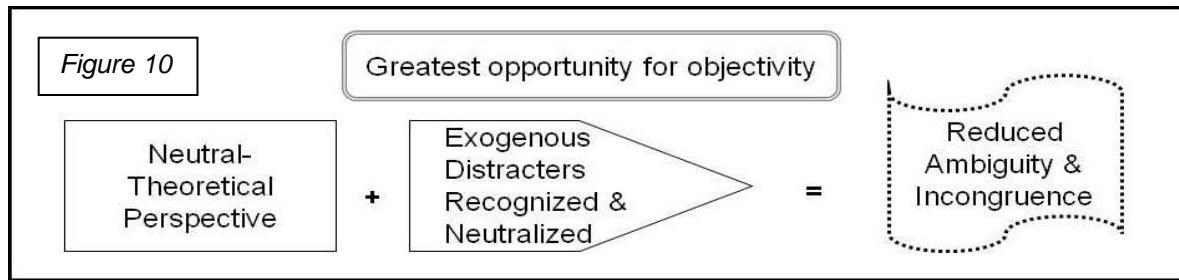 Figure 10
Greatest opportunity for objectivity
Neutral-
Theoretical
Perspective
+
Exogenous
Distracters
Recognized &
Neutralized
=
Reduced
Ambiguity &
Incongruence